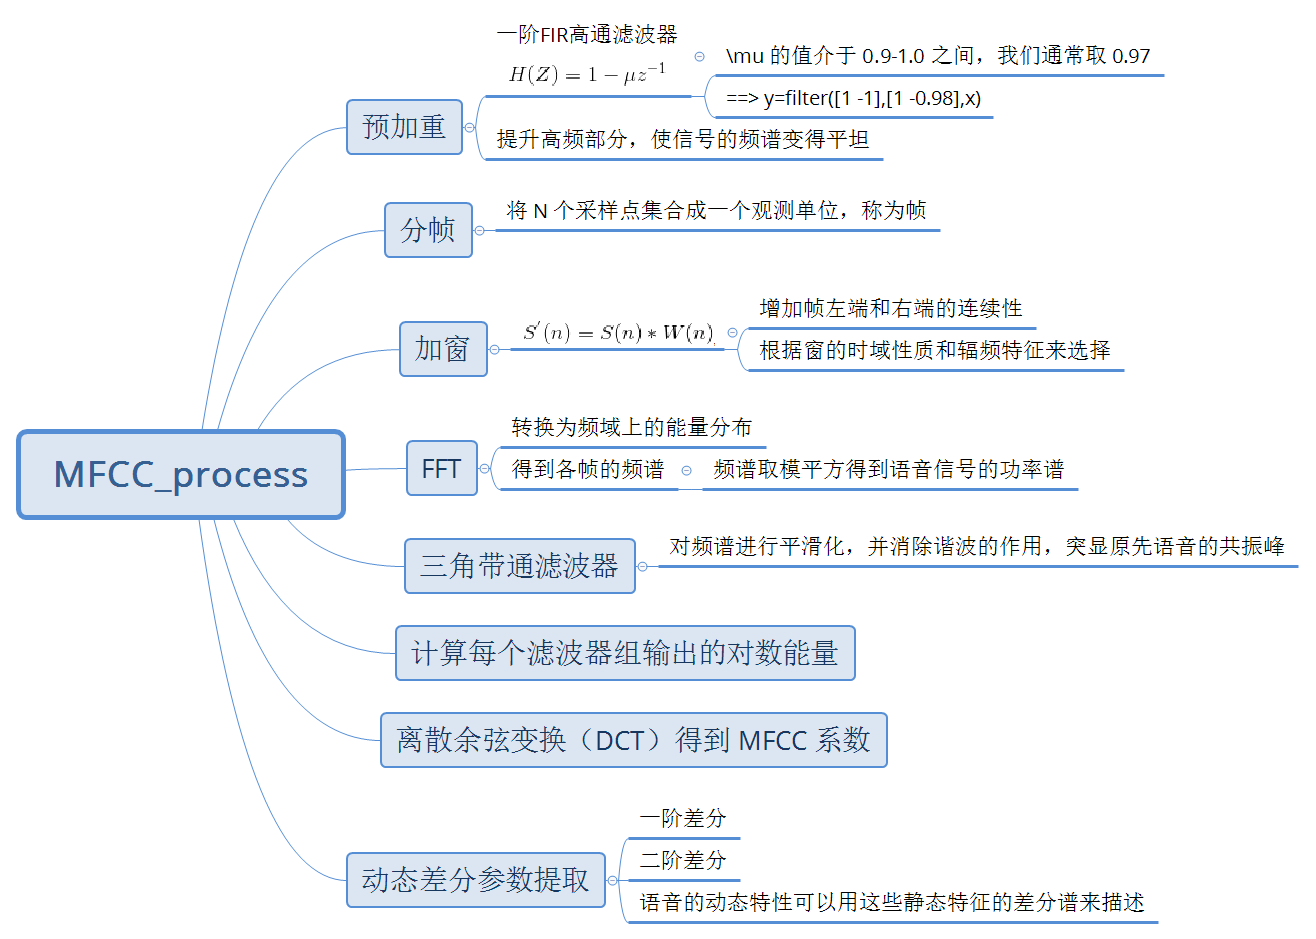 MFCC_process
预加重
一阶FIR高通滤波器
H(Z) = 1 − μz⁻¹
\mu 的值介于 0.9-1.0 之间，我们通常取 0.97
==> y=filter([1 -1],[1 -0.98],x)
提升高频部分，使信号的频谱变得平坦
分帧
将 N 个采样点集合成一个观测单位，称为帧
加窗
S′(n) = S(n) ∗ W(n),
增加帧左端和右端的连续性
根据窗的时域性质和辐频特征来选择
FFT
转换为频域上的能量分布
得到各帧的频谱
频谱取模平方得到语音信号的功率谱
三角带通滤波器
对频谱进行平滑化，并消除谐波的作用，突显原先语音的共振峰
计算每个滤波器组输出的对数能量
离散余弦变换（DCT）得到 MFCC 系数
动态差分参数提取
一阶差分
二阶差分
语音的动态特性可以用这些静态特征的差分谱来描述